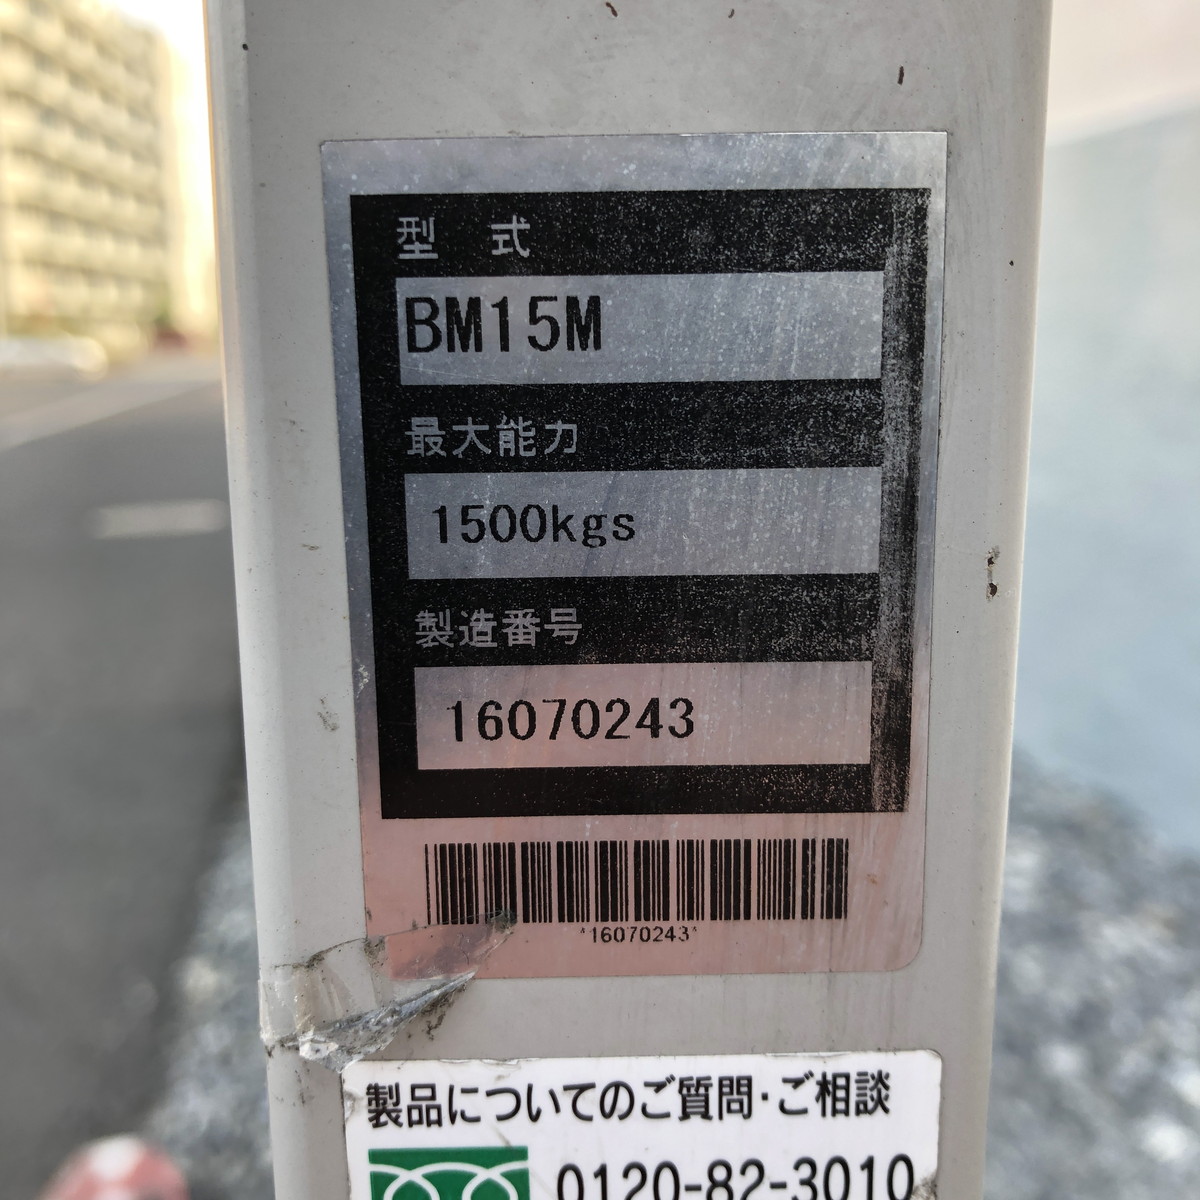 型 式
BM15M
最大能力
1500kgs
製造番号
16070243
*16070243*
製品についてのご質問・ご相談
0120-82-3010